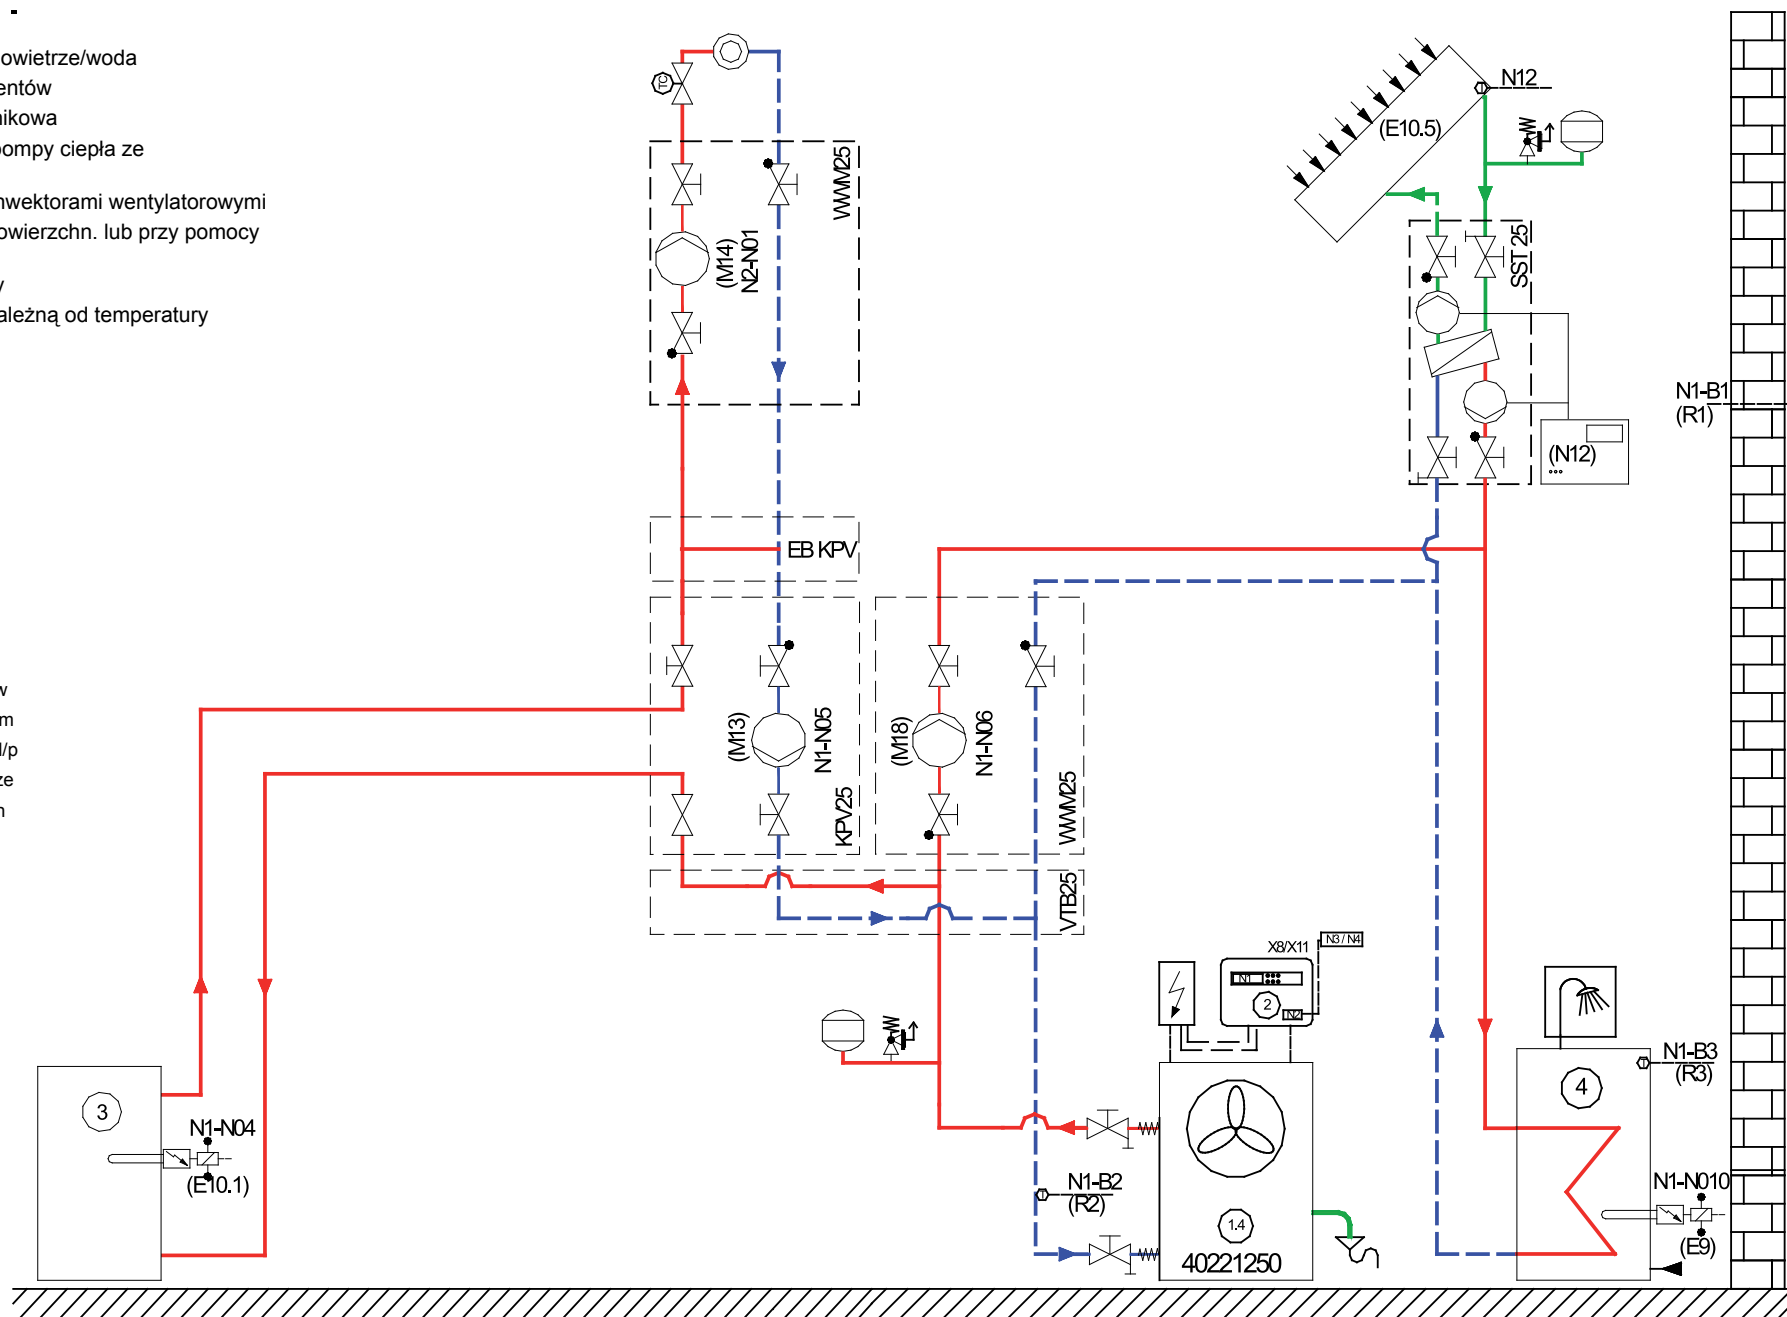 -
owietrze/woda
entów
nikowa
pompy ciepła ze
nwektorami wentylatorowymi
owierzchn. lub przy pomocy
y
ależną od temperatury
w
m
l/p
ze
h
TC
WWM25
(M14)
N2-N01
N12
(E10.5)
SST25
(N12)
N1-B1
(R1)
EB KPV
(M13)
N1-N05
KPV25
(M18)
N1-N06
WWM25
VTB25
X8/X11
N3 / N4
N1
2
N2
3
N1-N04
(E10.1)
N1-B2
(R2)
1.4
40221250
4
N1-B3
(R3)
N1-N010
(E9)